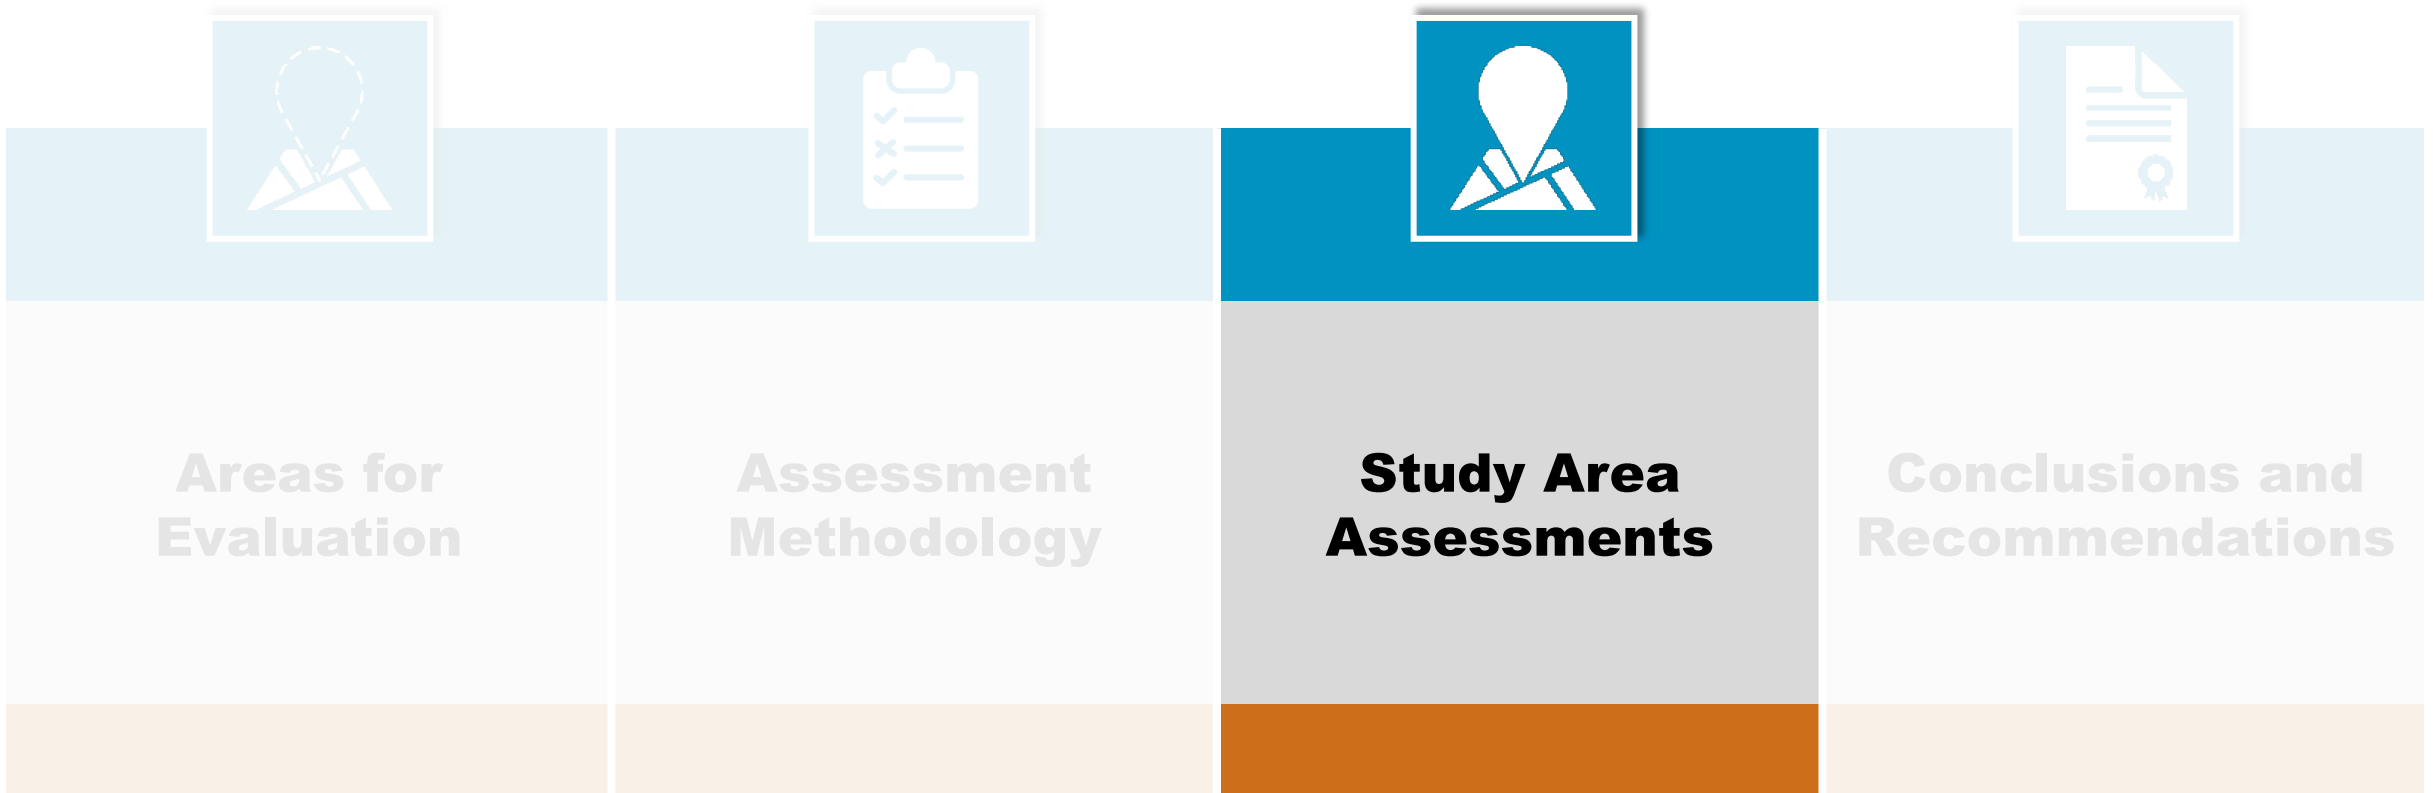 Areas for
Evaluation
Assessment
Methodology
Study Area
Assessments
Conclusions and
Recommendations